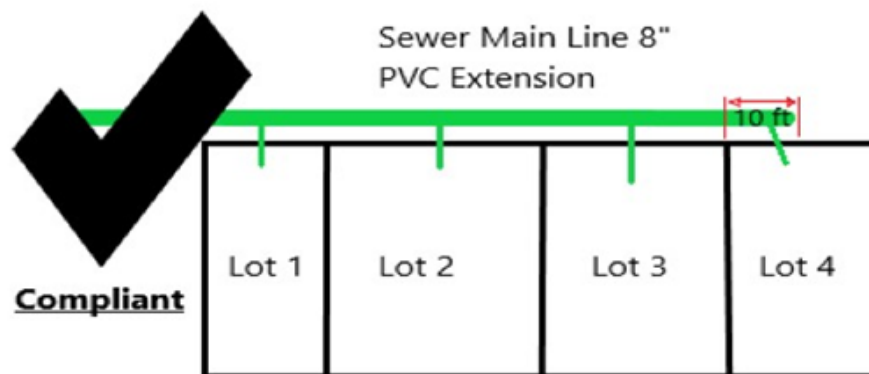 Sewer Main Line 8"
PVC Extension
10 ft
Lot 1
Lot 2
Lot 3
Lot 4
Compliant